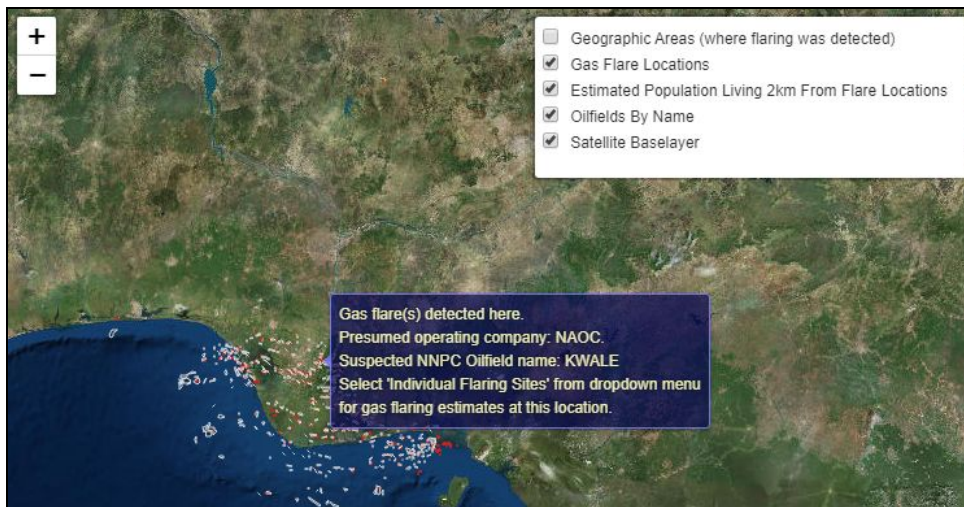 +
−
Geographic Areas (where flaring was detected)
Gas Flare Locations
Estimated Population Living 2km From Flare Locations
Oilfields By Name
Satellite Baselayer
Gas flare(s) detected here.
Presumed operating company: NAOC.
Suspected NNPC Oilfield name: KWALE
Select 'Individual Flaring Sites' from dropdown menu
for gas flaring estimates at this location.